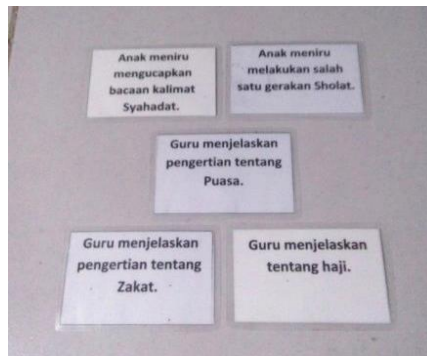 Anak meniru
mengucapkan
bacaan kalimat
Syahadat.
Anak meniru
melakukan salah
satu gerakan Sholat.
Guru menjelaskan
pengertian tentang
Puasa.
Guru menjelaskan
pengertian tentang
Zakat.
Guru menjelaskan
tentang haji.